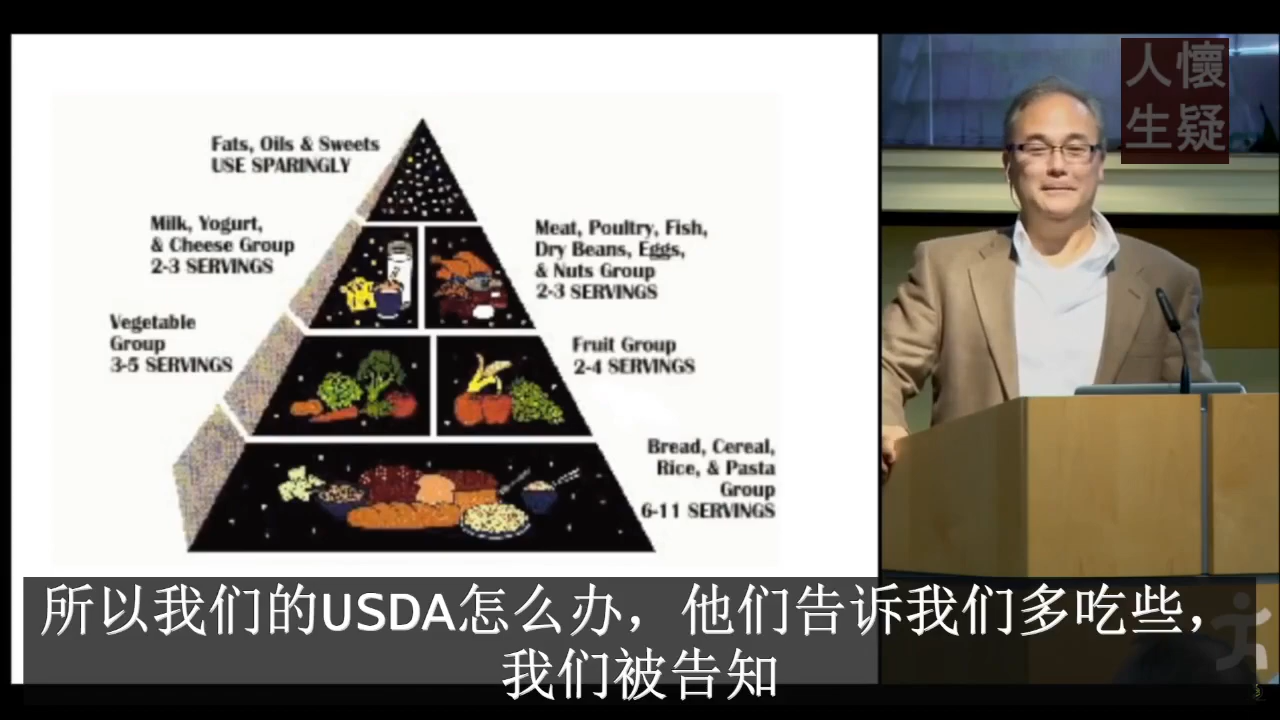 Fats, Oils & Sweets
USE SPARINGLY
Milk, Yogurt,
& Cheese Group
2-3 SERVINGS
Meat, Poultry, Fish,
Dry Beans, Eggs,
& Nuts Group
2-3 SERVINGS
Vegetable
Group
3-5 SERVINGS
Fruit Group
2-4 SERVINGS
Bread, Cereal,
Rice, & Pasta
Group
6-11 SERVINGS
人懷
生疑
所以我们的USDA怎么办，他们告诉我们多吃些，
我们被告知